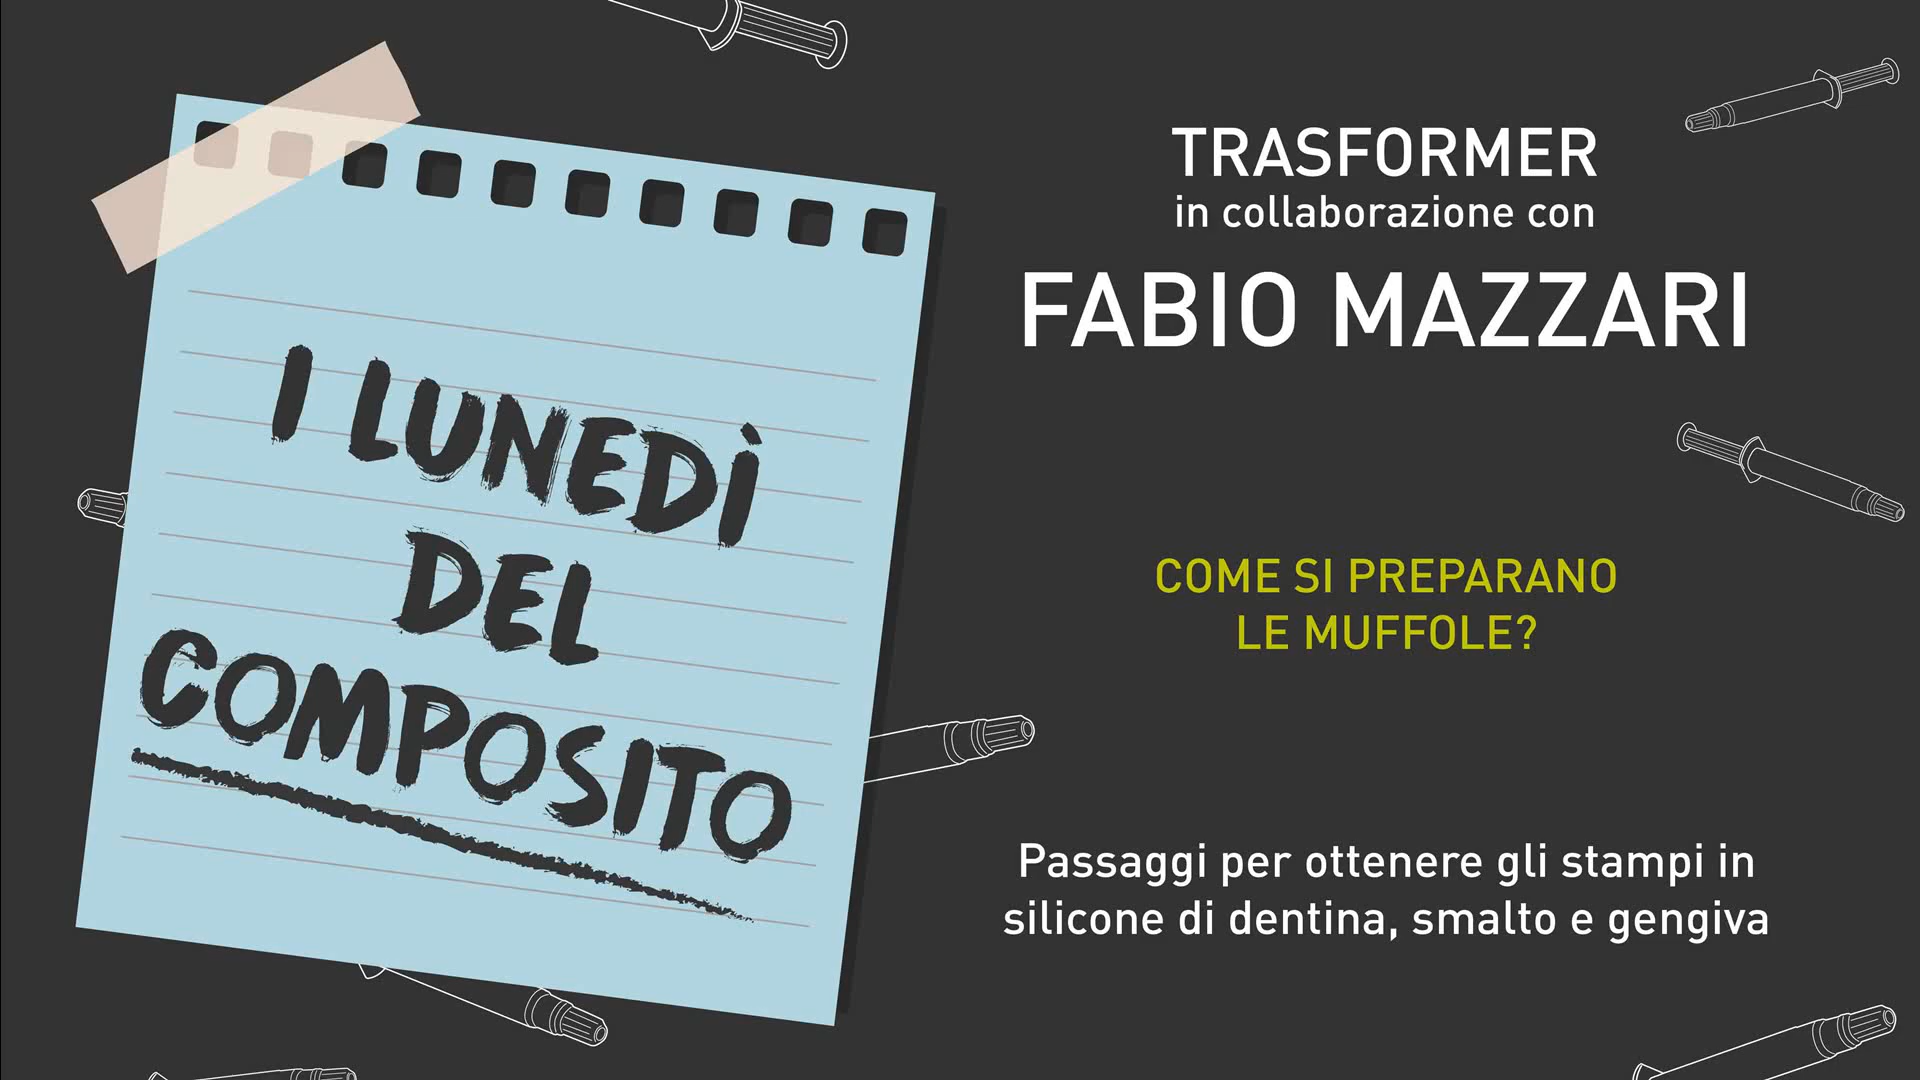 I LUNEDÌ
DEL
COMPOSITO
TRASFORMER
in collaborazione con
FABIO MAZZARI
COME SI PREPARANO
LE MUFFOLE?
Passaggi per ottenere gli stampi in
silicone di dentina, smalto e gengiva